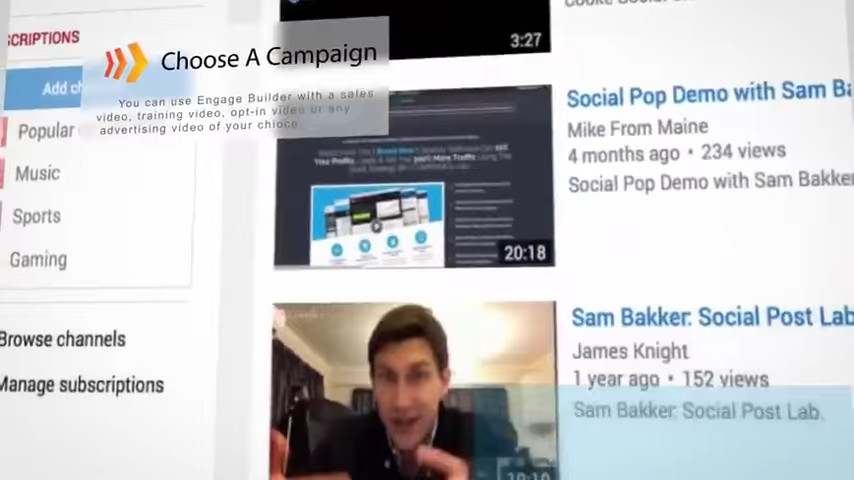 SCRIPTIONS
Add ch
Popular
Music
Sports
Gaming
Browse channels
Manage subscriptions
Choose A Campaign
You can use Engage Builder with a sales
video, training video, opt-in video or any
advertising video of your chioce
3:27
Social Pop Demo with Sam Ba
Mike From Maine
4 months ago • 234 views
Social Pop Demo with Sam Bakker
20:18
Sam Bakker: Social Post Lab
James Knight
1 year ago • 152 views
Sam Bakker: Social Post Lab.